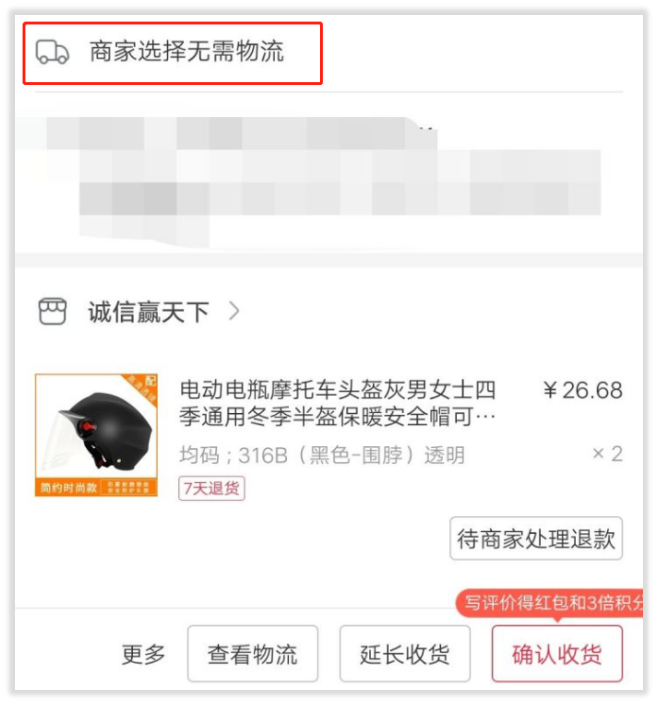 商家选择无需物流
诚信赢天下
电动电瓶摩托车头盔灰男女士四
¥26.68
季通用冬季半盔保暖安全帽可…
均码；316B（黑色-围脖）透明
×2
7天退货
简约时尚款
待商家处理退款
写评价得红包和3倍积分
更多
查看物流
延长收货
确认收货